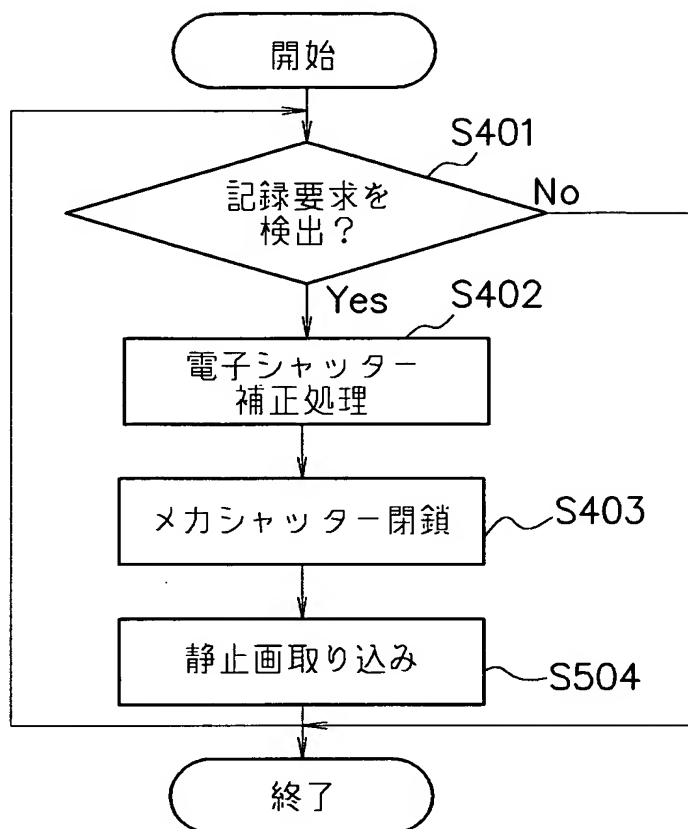 開始
S401
記録要求を
検出？
No
Yes
S402
電子シャッター
補正処理
メカシャッター閉鎖
S403
静止画取り込み
S504
終了